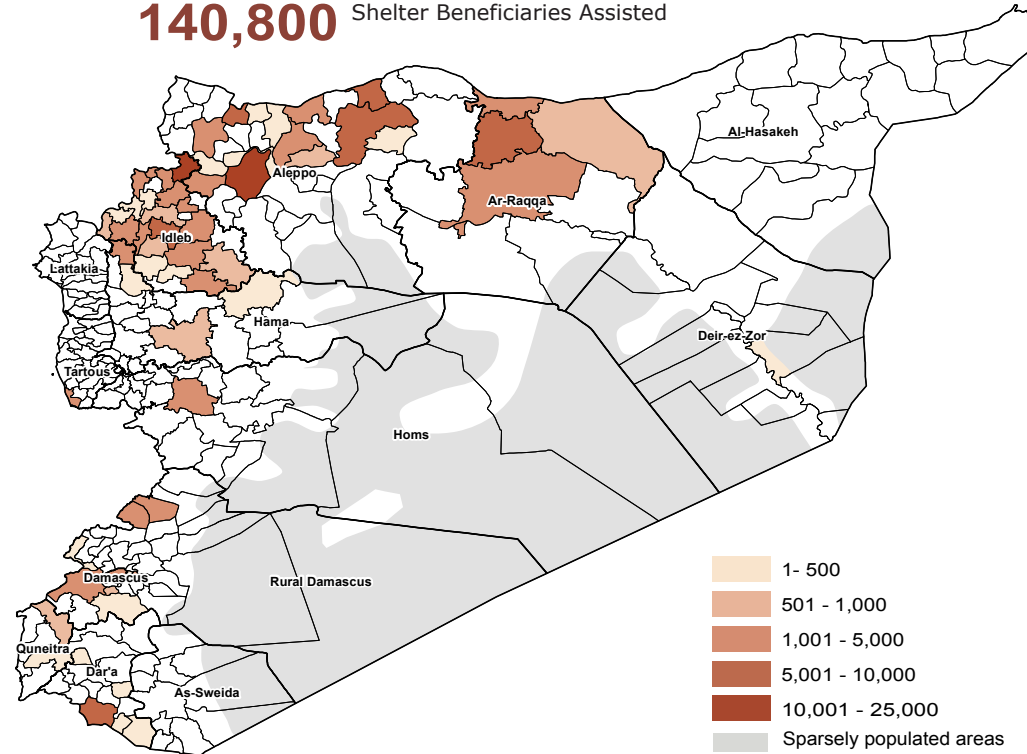 140,800 Shelter Beneficiaries Assisted
Al-Hasakeh
Aleppo
Ar-Raqqa
Idleb
Lattakia
Hama
Deir-ez-Zor
Tartous
Homs
Damascus
Rural Damascus
Quneitra
Dar'a
As-Sweida
1- 500
501 - 1,000
1,001 - 5,000
5,001 - 10,000
10,001 - 25,000
Sparsely populated areas